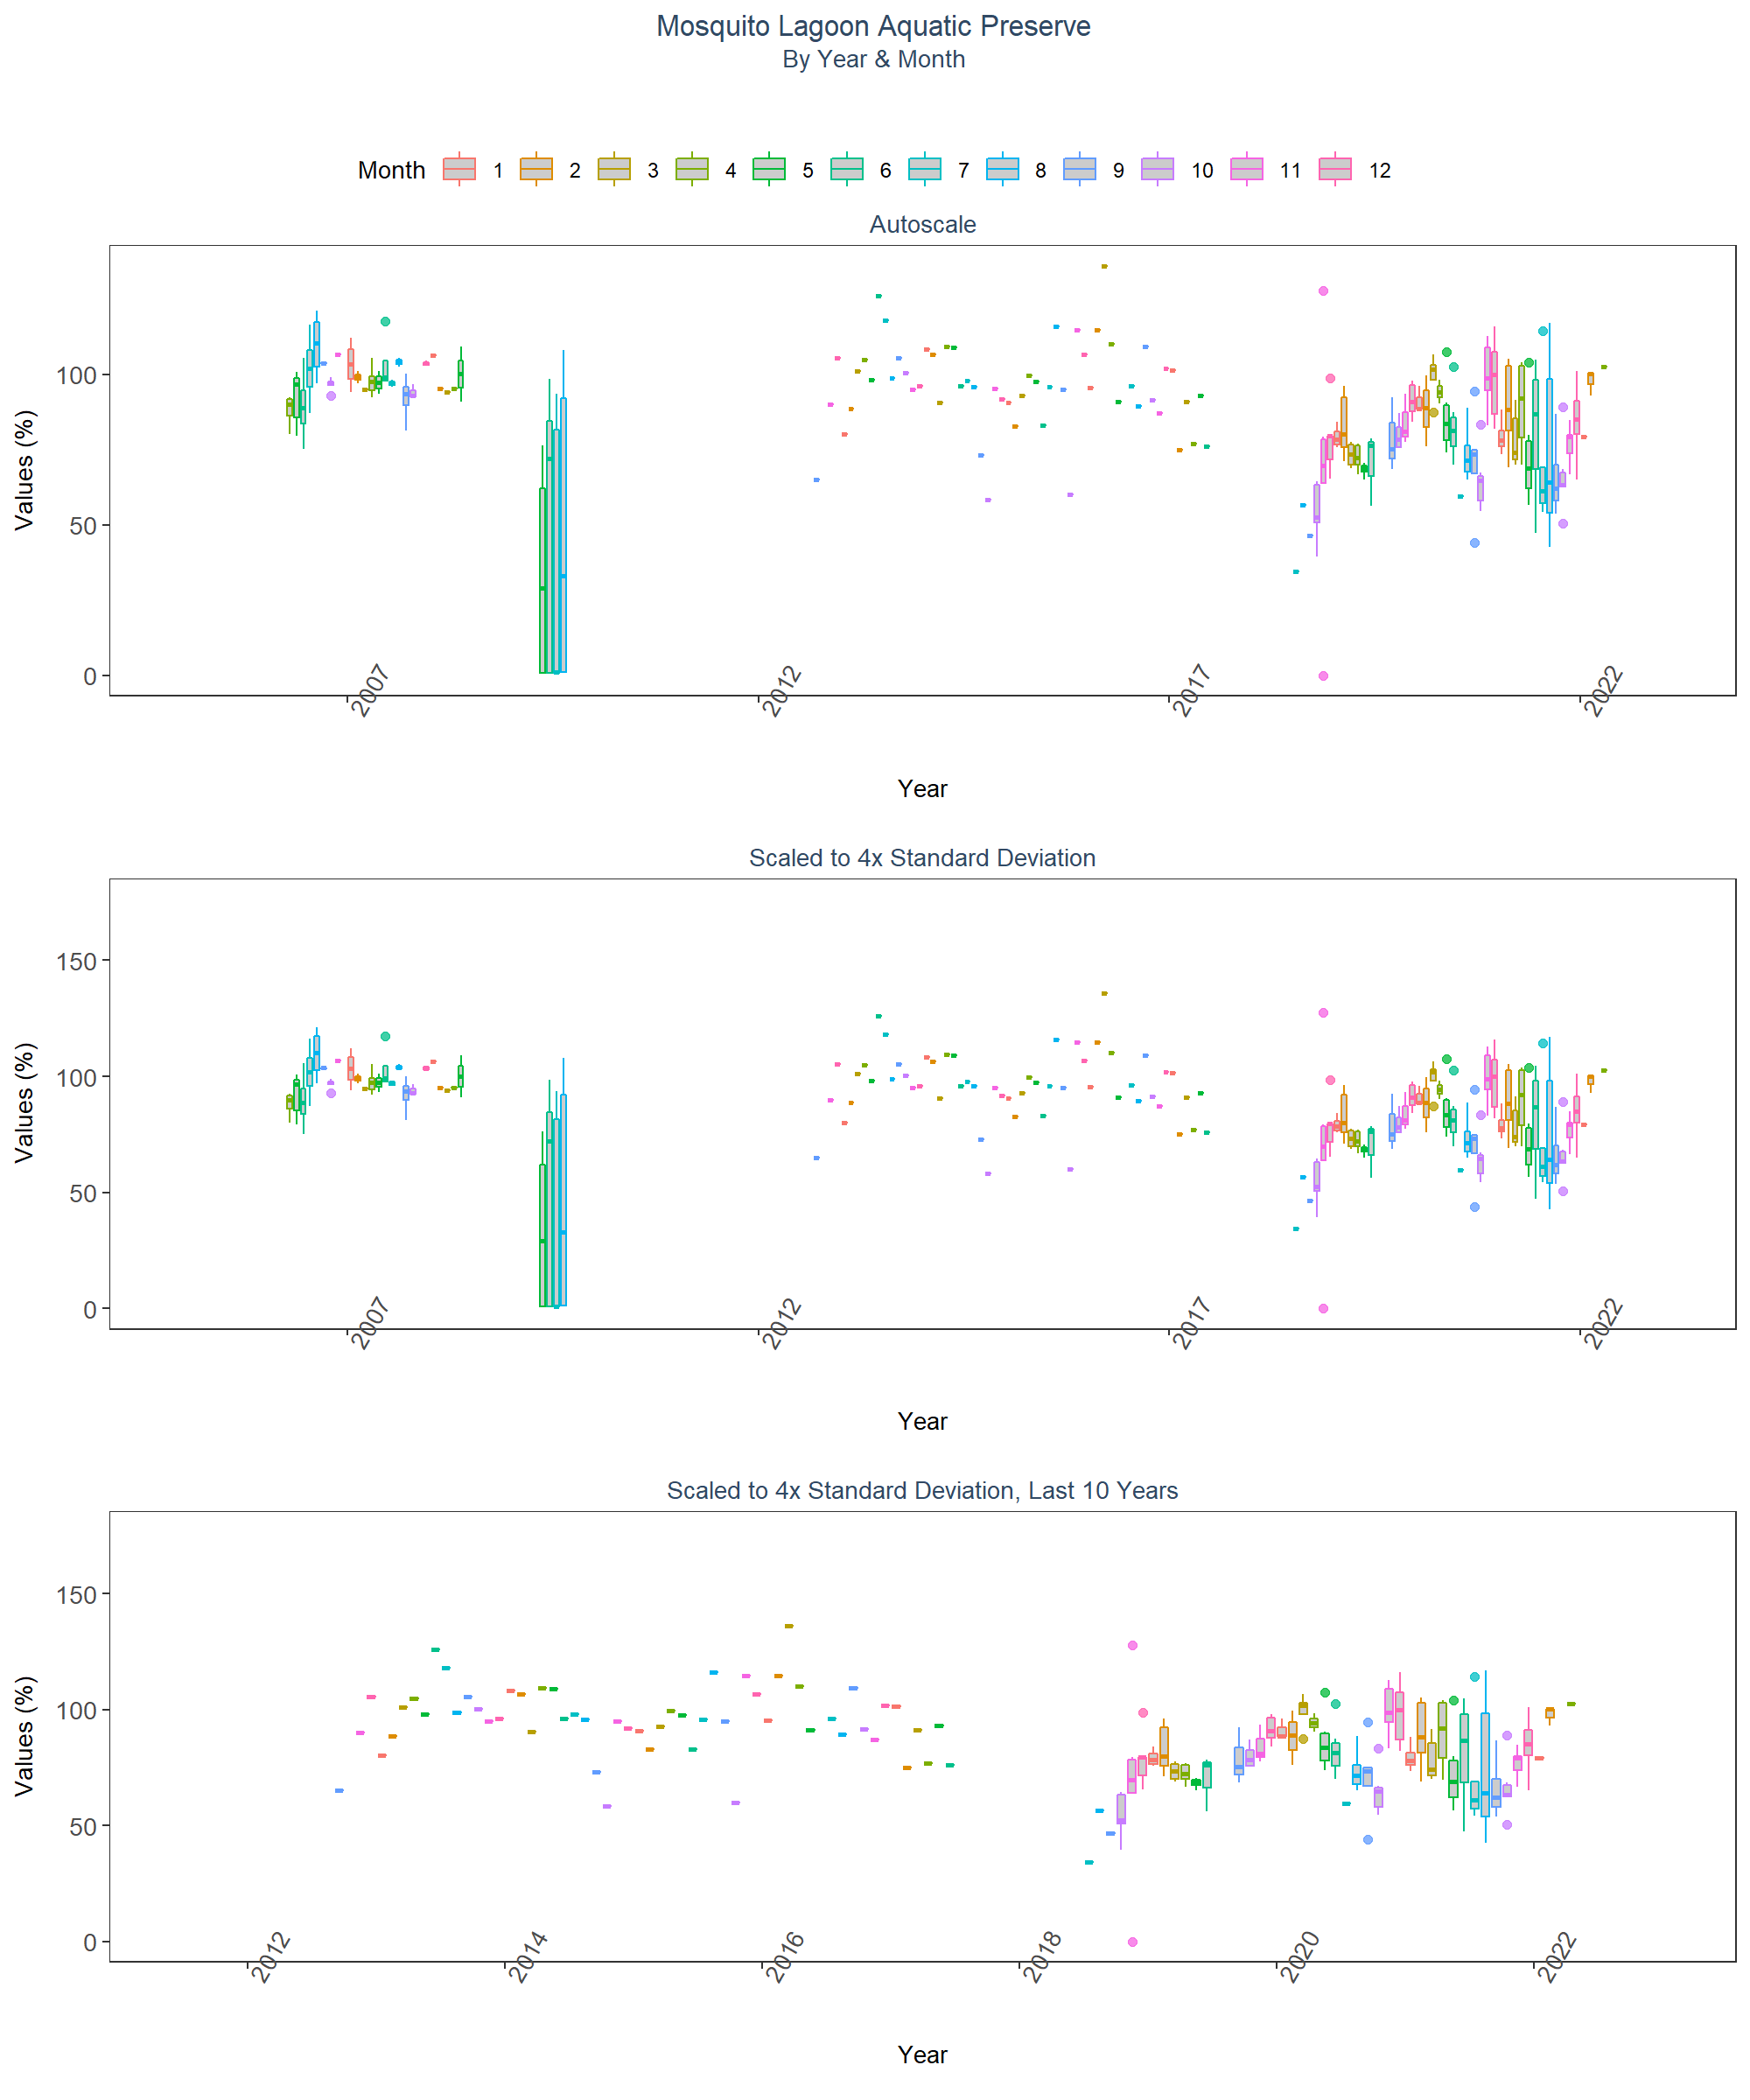 Mosquito Lagoon Aquatic Preserve
By Year & Month
Month 1 2 3 4 5 6 7 8 9 10 11 12
Autoscale
Values (%)
100
50
0
2007 2012 2017 2022
Year
Scaled to 4x Standard Deviation
Values (%)
150
100
50
0
2007 2012 2017 2022
Year
Scaled to 4x Standard Deviation, Last 10 Years
Values (%)
150
100
50
0
2012 2014 2016 2018 2020 2022
Year